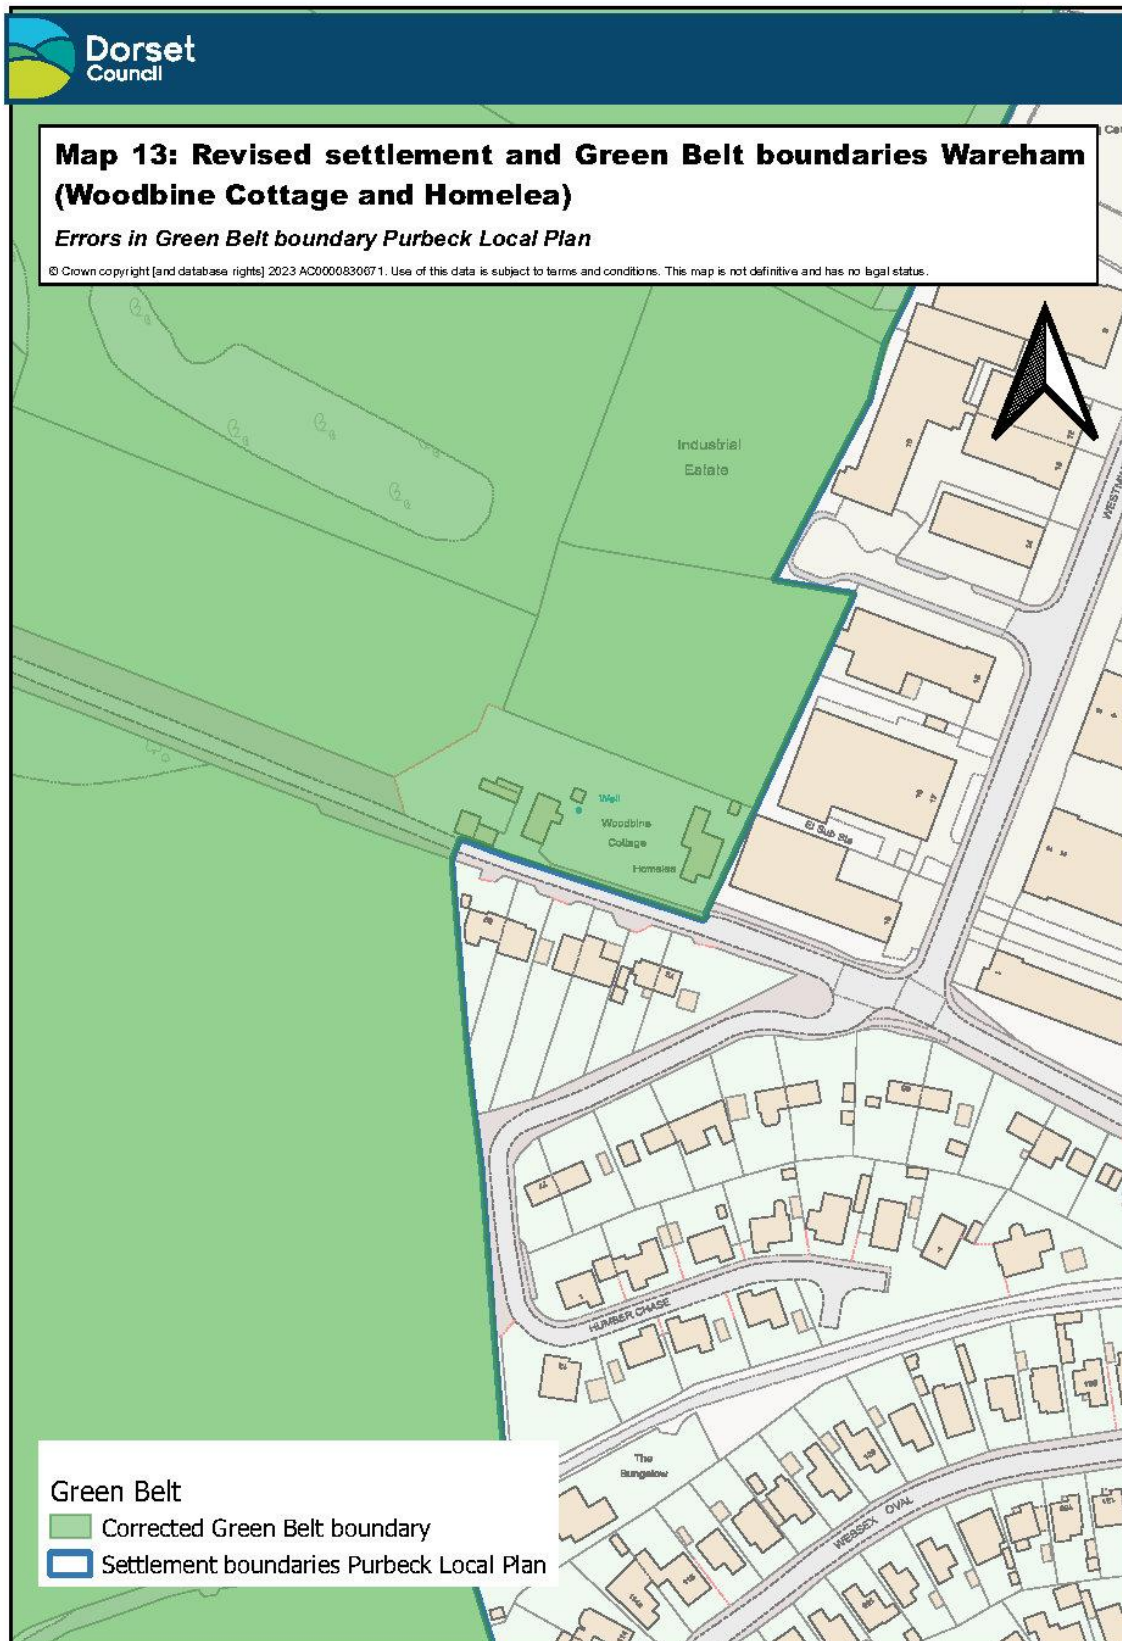 Dorset
Council
Map 13: Revised settlement and Green Belt boundaries Wareham
(Woodbine Cottage and Homelea)
Errors in Green Belt boundary Purbeck Local Plan
© Crown copyright [and database rights] 2023 AC0000830671. Use of this data is subject to terms and conditions. This map is not definitive and has no legal status.
Industrial
Estate
Well
Woodbine
Cottage
Homelea
El Sub Sta
HUMBER CHASE
The
Bungalow
WESSEX OVAL
Green Belt
Corrected Green Belt boundary
Settlement boundaries Purbeck Local Plan